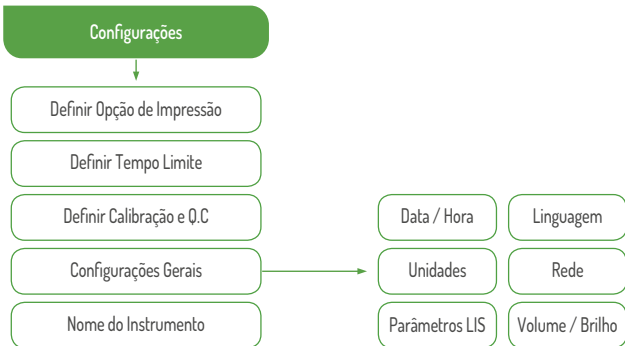 Configurações
Definir Opção de Impressão
Definir Tempo Limite
Definir Calibração e Q.C
Data / Hora
Linguagem
Configurações Gerais
Unidades
Rede
Nome do Instrumento
Parâmetros LIS
Volume / Brilho